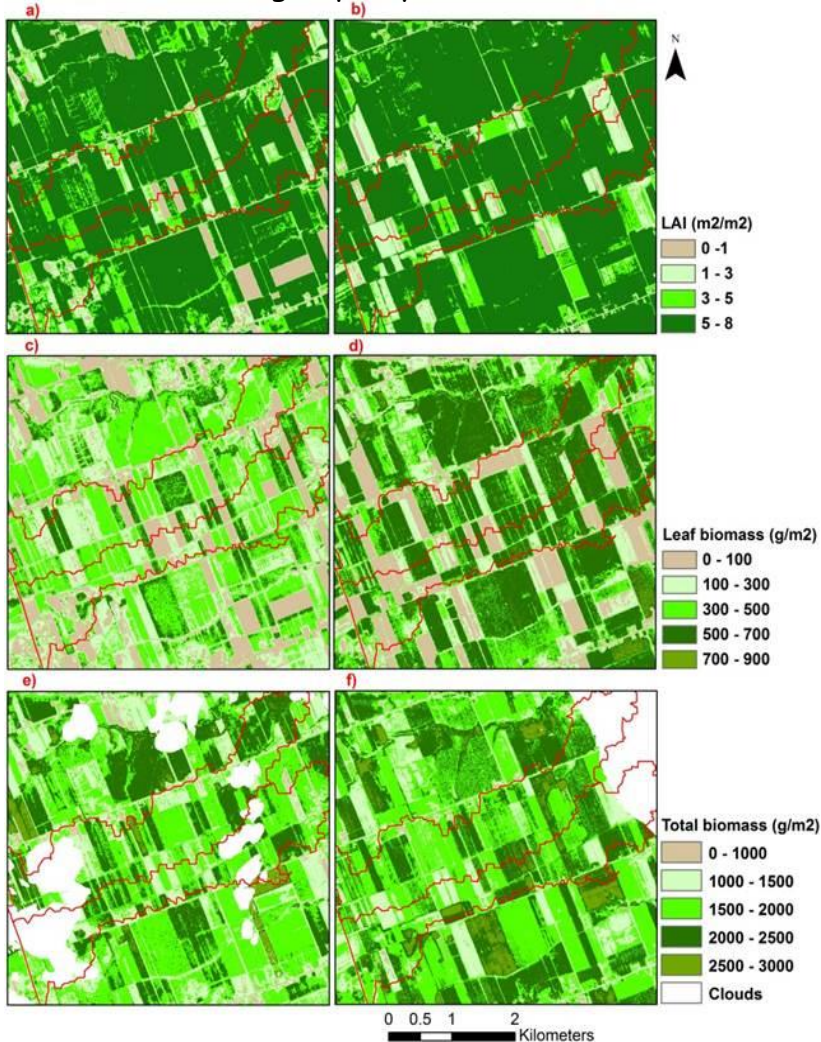 a)
b)
N
LAI (m2/m2)
0 -1
1 - 3
3 - 5
5 - 8
c)
d)
Leaf biomass (g/m2)
0 - 100
100 - 300
300 - 500
500 - 700
700 - 900
e)
f)
Total biomass (g/m2)
0 - 1000
1000 - 1500
1500 - 2000
2000 - 2500
2500 - 3000
Clouds
0 0.5 1 2
Kilometers